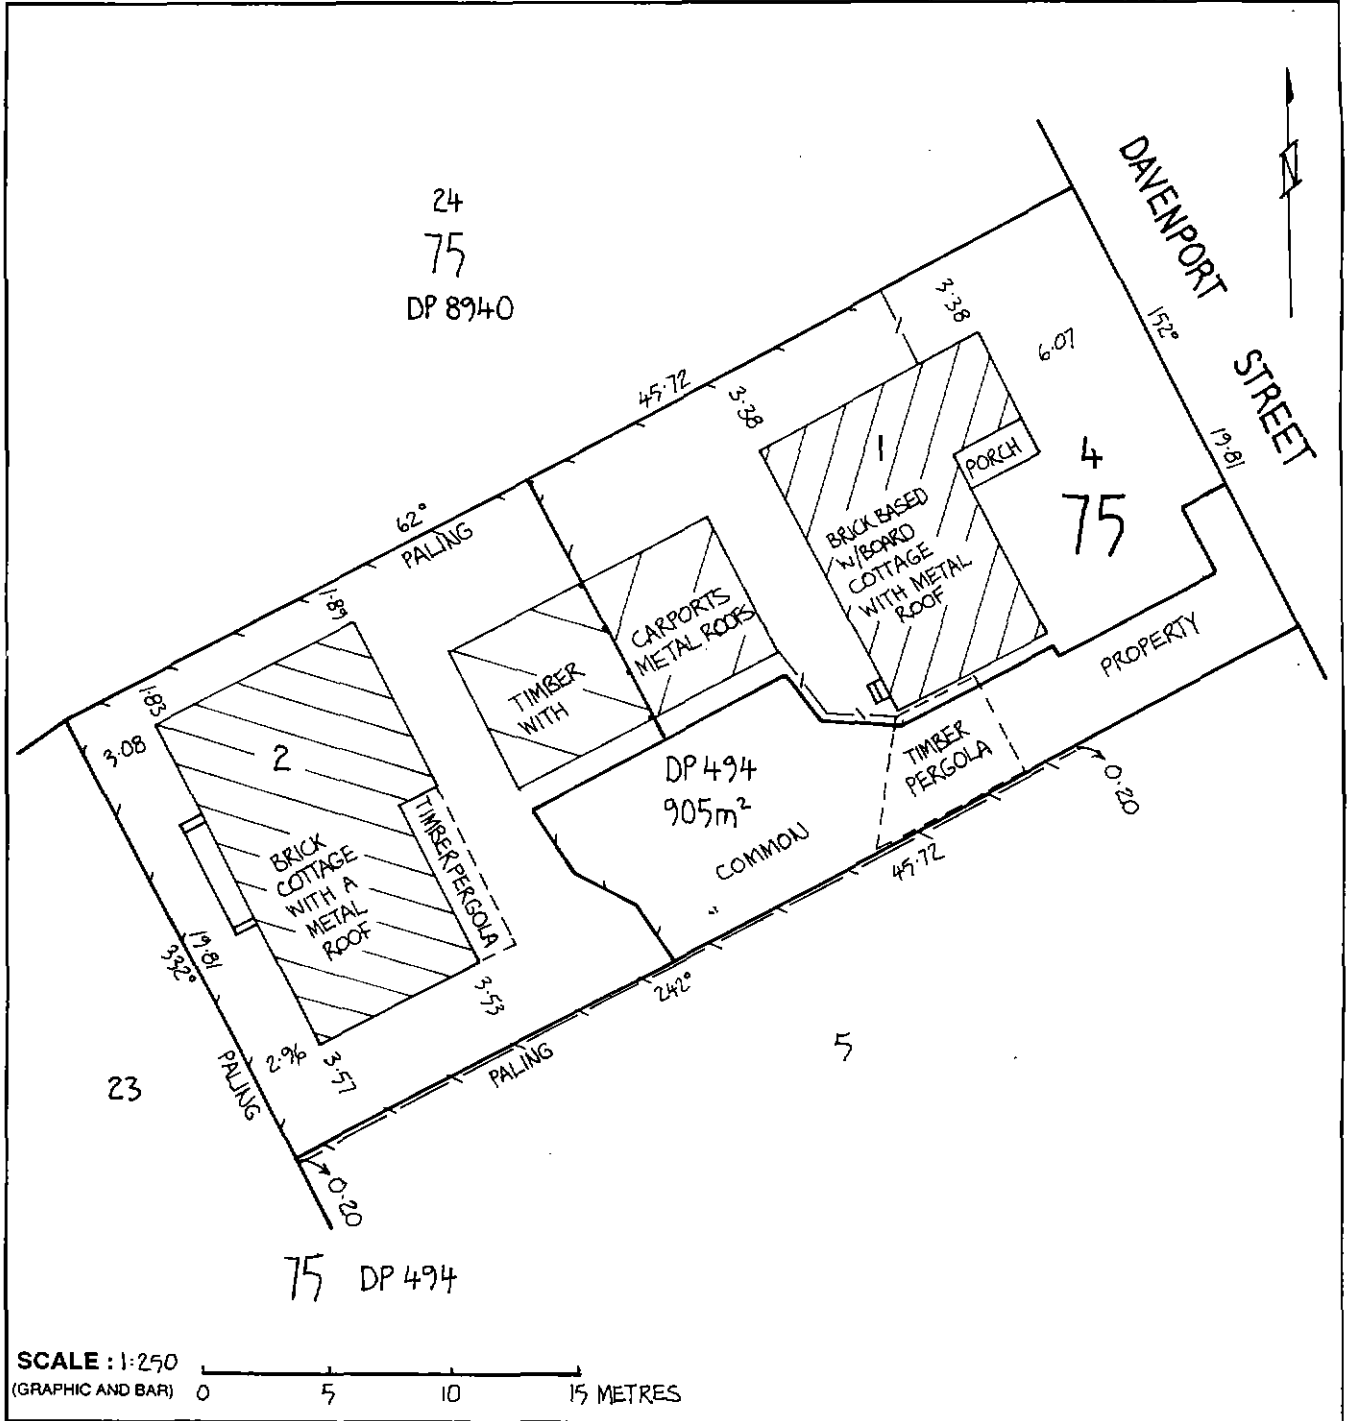 24
75
DP 8940
DAVENPORT
STREET
N
152°
19.81
3.38
6.07
45.72
3.38
1
PORCH
4
75
BRICK BASED
W/BOARD
COTTAGE
WITH METAL
ROOF
62°
PALING
1.89
CARPORTS
METAL ROOFS
TIMBER
WITH
PROPERTY
1.83
3.08
2
TIMBER
PERGOLA
DP 494
905m²
0.20
COMMON
45.72
TIMBER PERGOLA
BRICK
COTTAGE
WITH A
METAL
ROOF
19.81
332°
3.53
242°
5
PALING
2.96
3.57
PALING
23
0.20
75 DP 494
SCALE : 1:250
(GRAPHIC AND BAR) 0 5 10 15 METRES